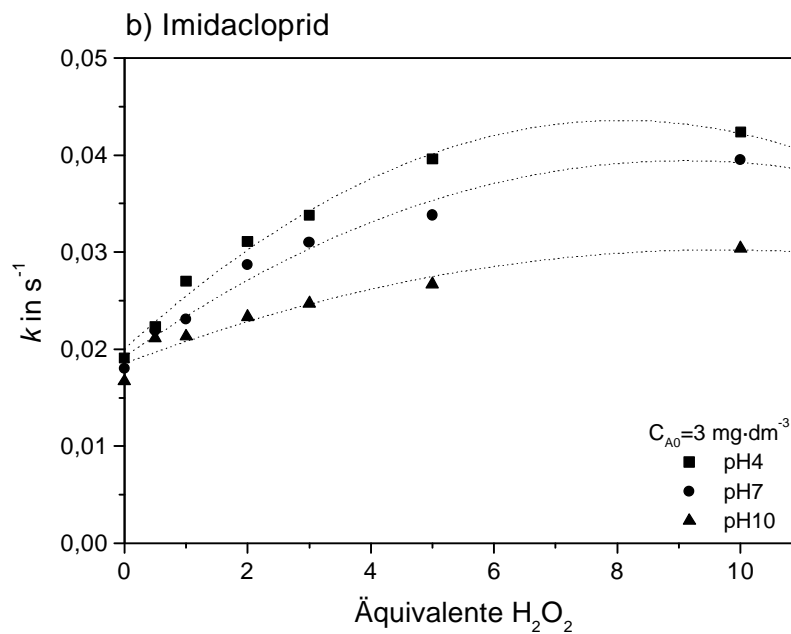 b) Imidacloprid
0,05
0,04
0,03
0,02
0,01
0,00
k in s⁻¹
0 2 4 6 8 10
Äquivalente H₂O₂
C_A0=3 mg·dm⁻³
pH4
pH7
pH10